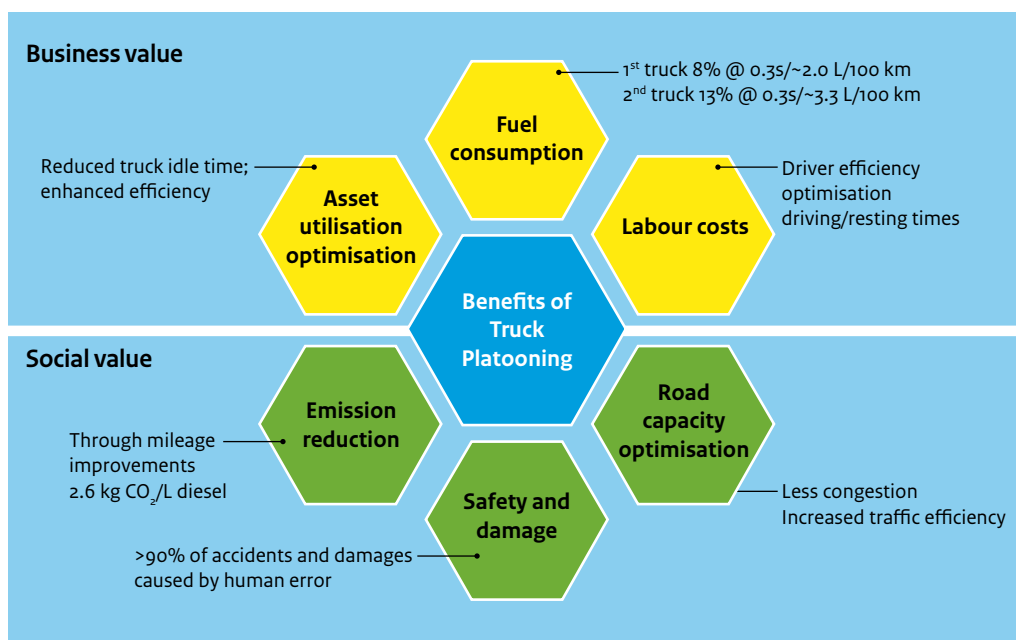 Business value
1st truck 8% @ 0.3s/~2.0 L/100 km
2nd truck 13% @ 0.3s/~3.3 L/100 km
Fuel
consumption
Reduced truck idle time;
enhanced efficiency
Asset
utilisation
optimisation
Driver efficiency
optimisation
driving/resting times
Labour costs
Benefits of
Truck
Platooning
Social value
Emission
reduction
Through mileage
improvements
2.6 kg CO₂/L diesel
Road
capacity
optimisation
Less congestion
Increased traffic efficiency
Safety and
damage
>90% of accidents and damages
caused by human error